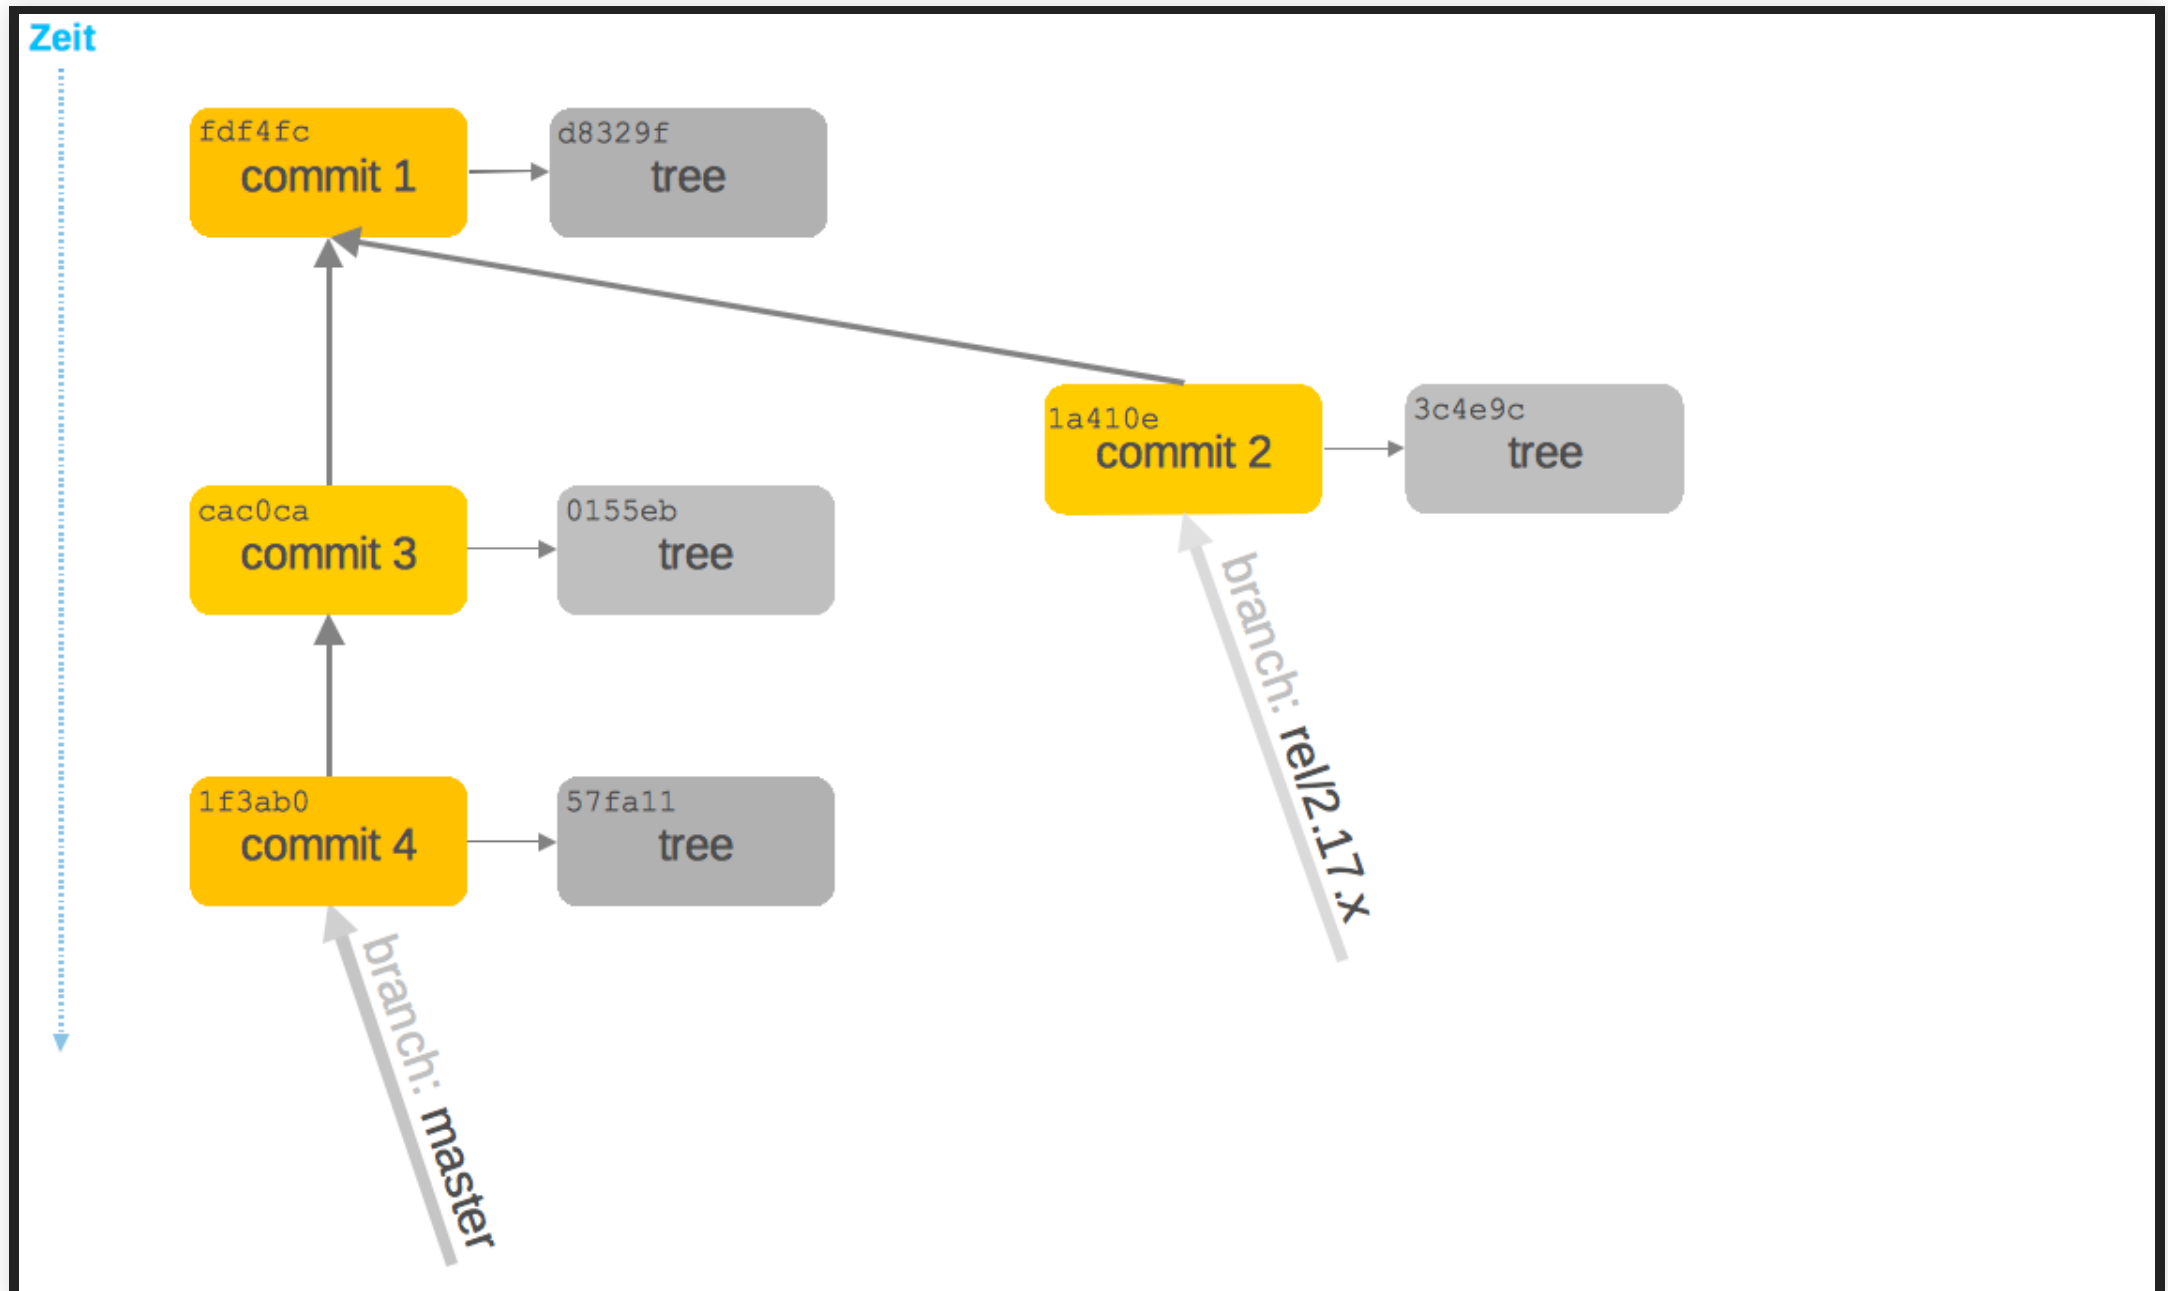 Zeit
fdf4fc
commit 1
d8329f
tree
1a410e
commit 2
3c4e9c
tree
cac0ca
commit 3
0155eb
tree
branch: rel/2.17.x
1f3ab0
commit 4
57fa11
tree
branch: master